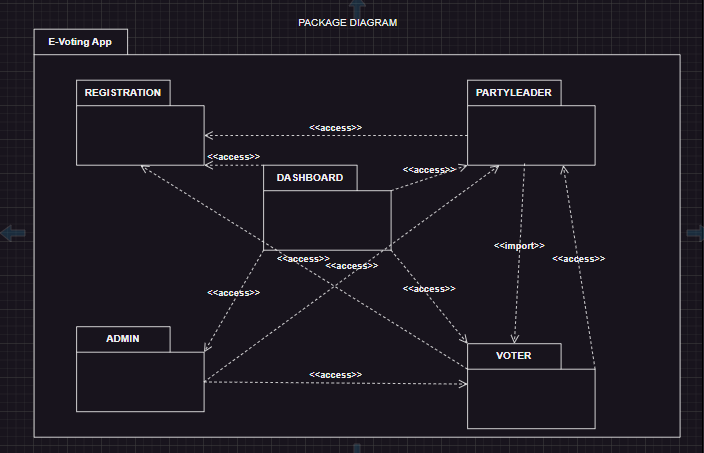 PACKAGE DIAGRAM
E-Voting App
REGISTRATION
PARTYLEADER
<<access>>
<<access>>
<<access>>
DASHBOARD
<<import>>
<<access>>
<<access>>
<<access>>
<<access>>
<<access>>
ADMIN
VOTER
<<access>>